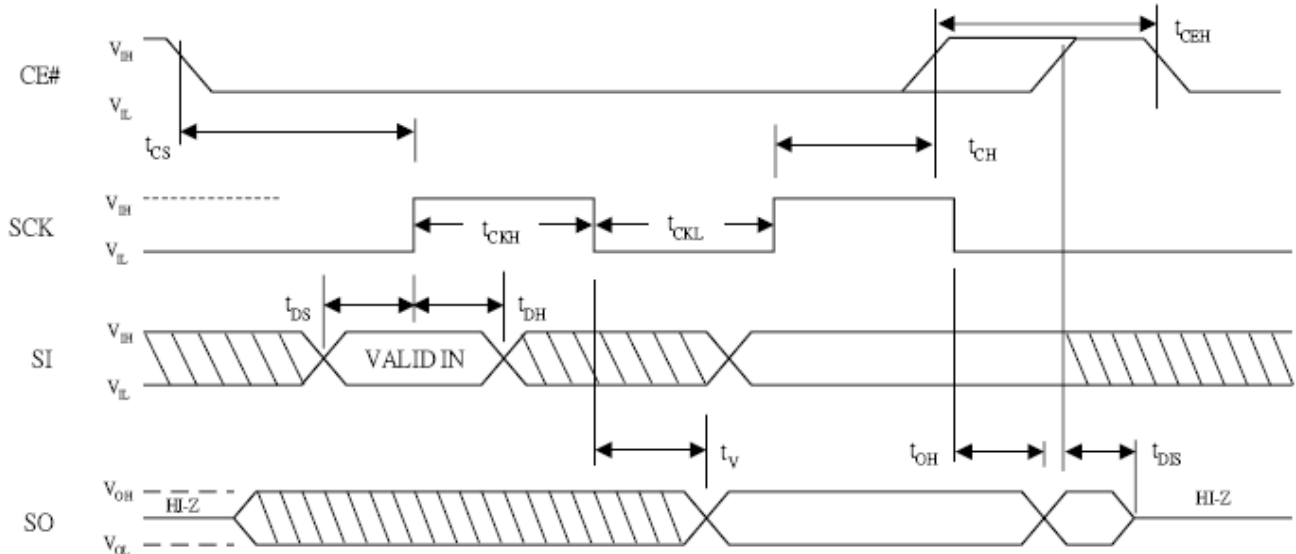 V_IH
t_CEH
CE#
V_IL
t_CS
t_CH
V_IH
SCK
t_CKH
t_CKL
V_IL
t_DS
t_DH
V_IH
SI
VALID IN
V_IL
t_V
t_OH
t_DIS
V_OH
HI-Z
HI-Z
SO
V_OL